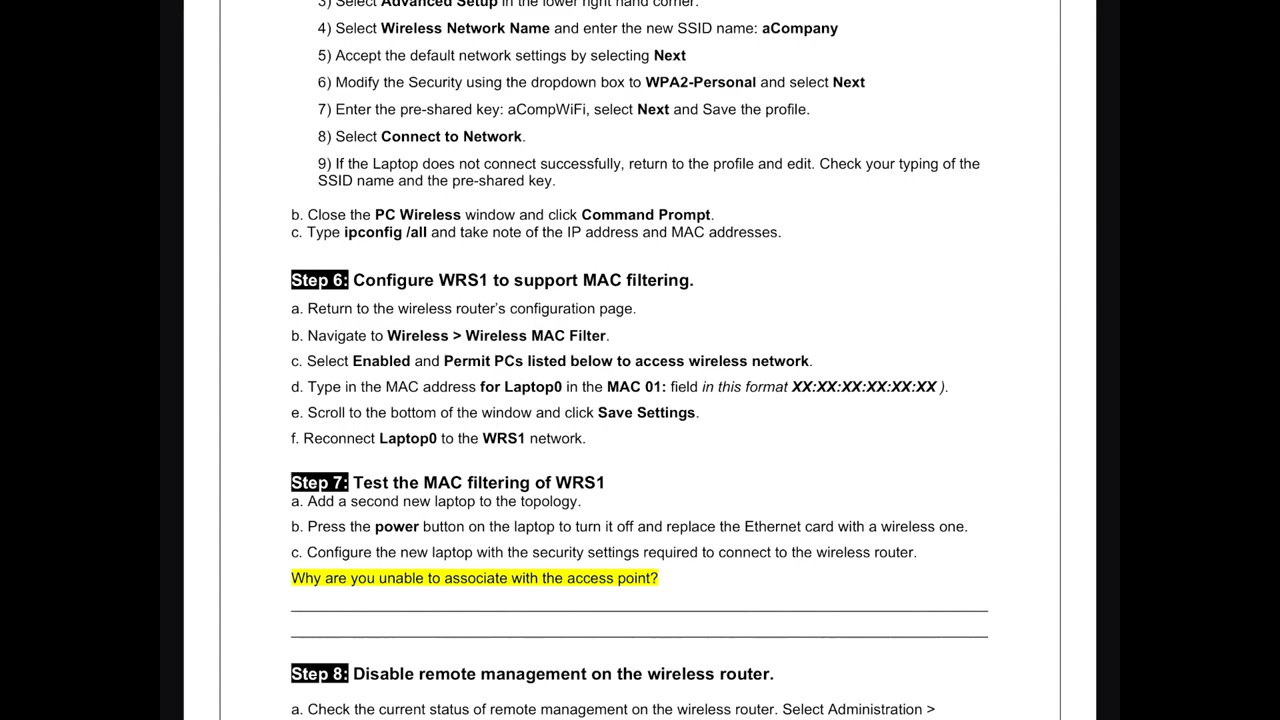 3) Select Advanced Setup in the lower right hand corner.
4) Select Wireless Network Name and enter the new SSID name: aCompany
5) Accept the default network settings by selecting Next
6) Modify the Security using the dropdown box to WPA2-Personal and select Next
7) Enter the pre-shared key: aCompWiFi, select Next and Save the profile.
8) Select Connect to Network.
9) If the Laptop does not connect successfully, return to the profile and edit. Check your typing of the
SSID name and the pre-shared key.
b. Close the PC Wireless window and click Command Prompt.
c. Type ipconfig /all and take note of the IP address and MAC addresses.
Step 6: Configure WRS1 to support MAC filtering.
a. Return to the wireless router’s configuration page.
b. Navigate to Wireless > Wireless MAC Filter.
c. Select Enabled and Permit PCs listed below to access wireless network.
d. Type in the MAC address for Laptop0 in the MAC 01: field in this format XX:XX:XX:XX:XX:XX ).
e. Scroll to the bottom of the window and click Save Settings.
f. Reconnect Laptop0 to the WRS1 network.
Step 7: Test the MAC filtering of WRS1
a. Add a second new laptop to the topology.
b. Press the power button on the laptop to turn it off and replace the Ethernet card with a wireless one.
c. Configure the new laptop with the security settings required to connect to the wireless router.
Why are you unable to associate with the access point?
Step 8: Disable remote management on the wireless router.
a. Check the current status of remote management on the wireless router. Select Administration >